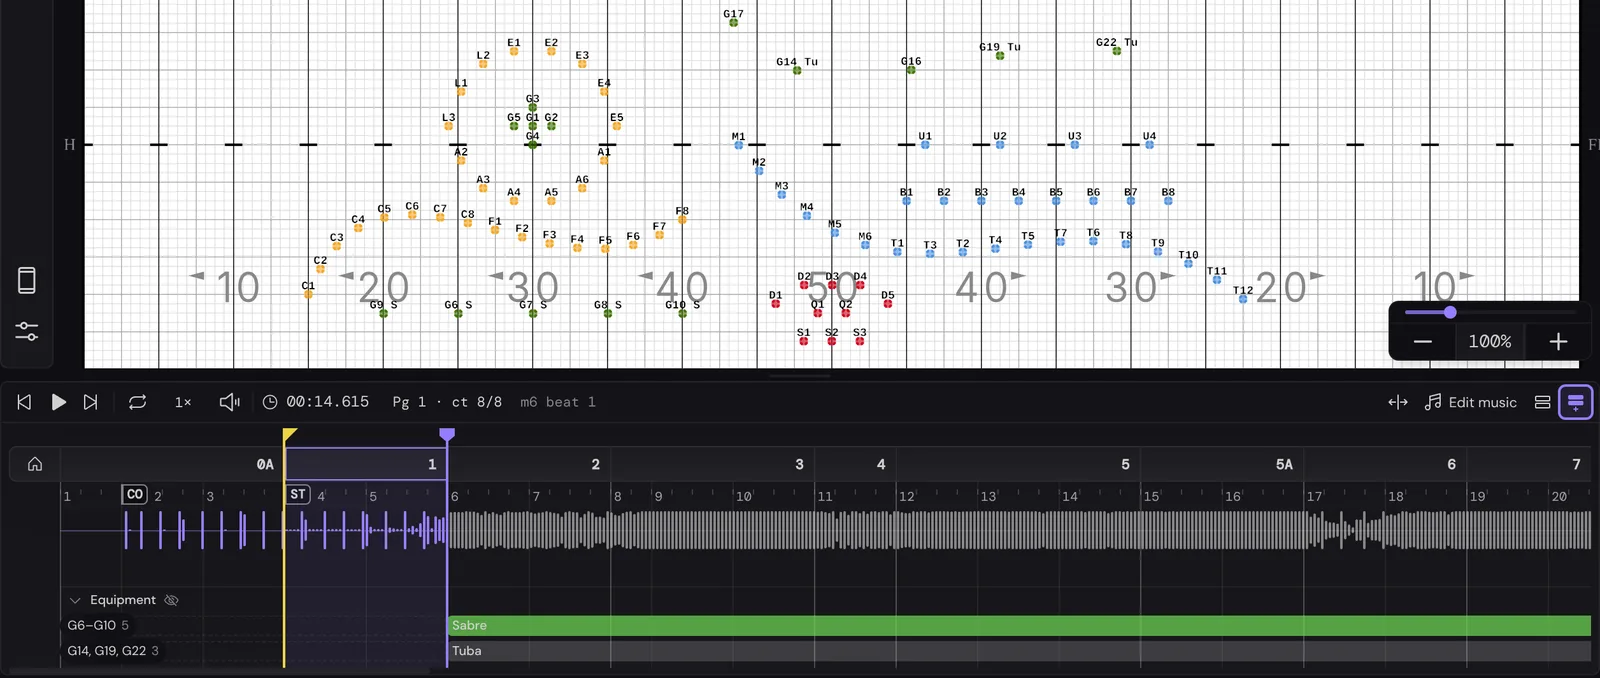 G17
E1 E2
L2 E3
G14 Tu G16 G19 Tu G22 Tu
L1 E4
G3
L3 G5 G1 G2 E5
H G4 M1 U1 U2 U3 U4
A2 A1
M2
A3 A6 M3
A4 A5 B1 B2 B3 B4 B5 B6 B7 B8
C5 C6 C7 C8 F8 M4
C4 F1 F2 F7 M5
C3 F3 F4 F5 F6 M6 T1 T3 T2 T4 T5 T7 T6 T8 T9
C2 T10
C1 D2 D3 D4 T11
10 20 30 40 50 40 30 20 10
D1 D5 T12
G9 S G6 S G7 S G8 S G10 S Q1 Q2
S1 S2 S3
100%
1× 00:14.615 Pg 1 · ct 8/8 m6 beat 1 Edit music
0A 1 2 3 4 5 5A 6 7
1 CO 2 3 ST 4 5 6 7 8 9 10 11 12 13 14 15 16 17 18 19 20
Equipment
G6–G10 5 Sabre
G14, G19, G22 3 Tuba